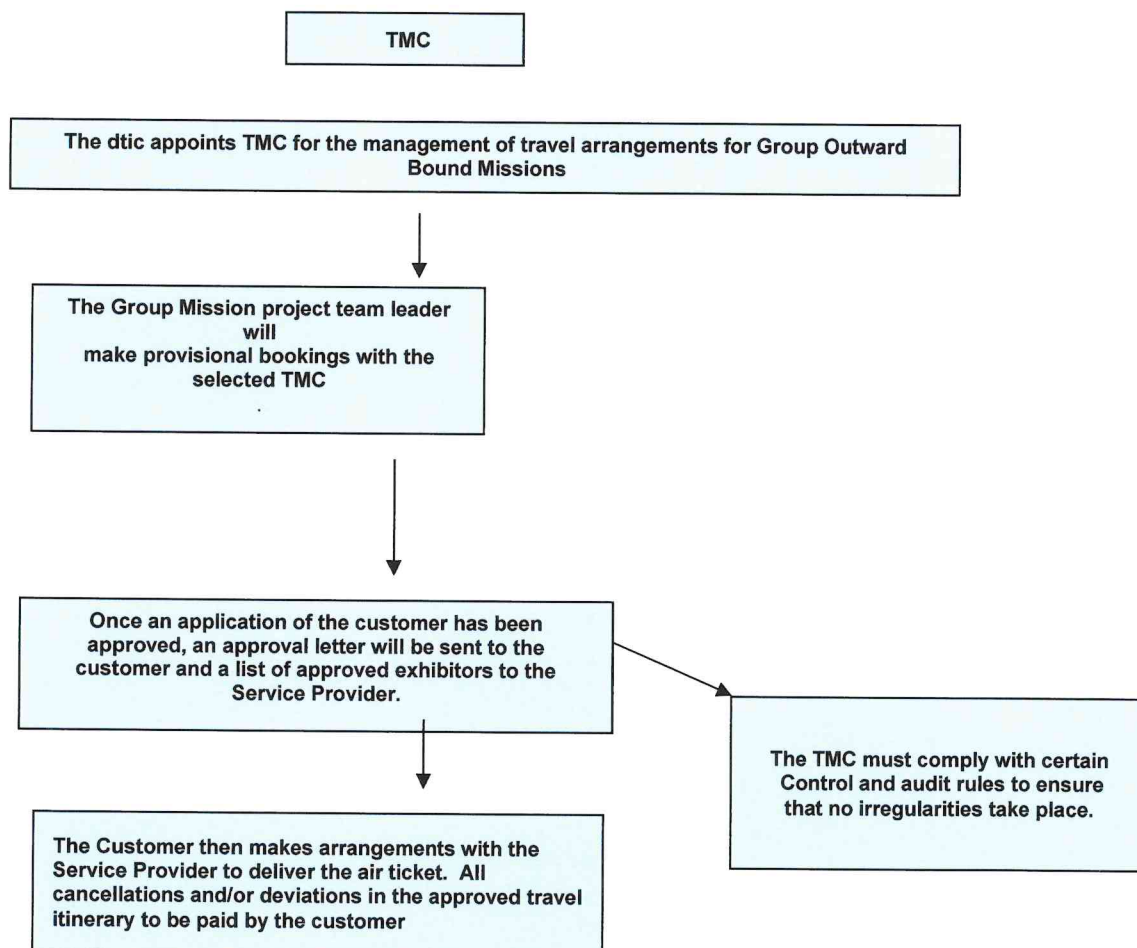 TMC
The dtic appoints TMC for the management of travel arrangements for Group Outward
Bound Missions
The Group Mission project team leader
will
make provisional bookings with the
selected TMC
.
Once an application of the customer has been
approved, an approval letter will be sent to the
customer and a list of approved exhibitors to the
Service Provider.
The TMC must comply with certain
Control and audit rules to ensure
that no irregularities take place.
The Customer then makes arrangements with the
Service Provider to deliver the air ticket.  All
cancellations and/or deviations in the approved travel
itinerary to be paid by the customer